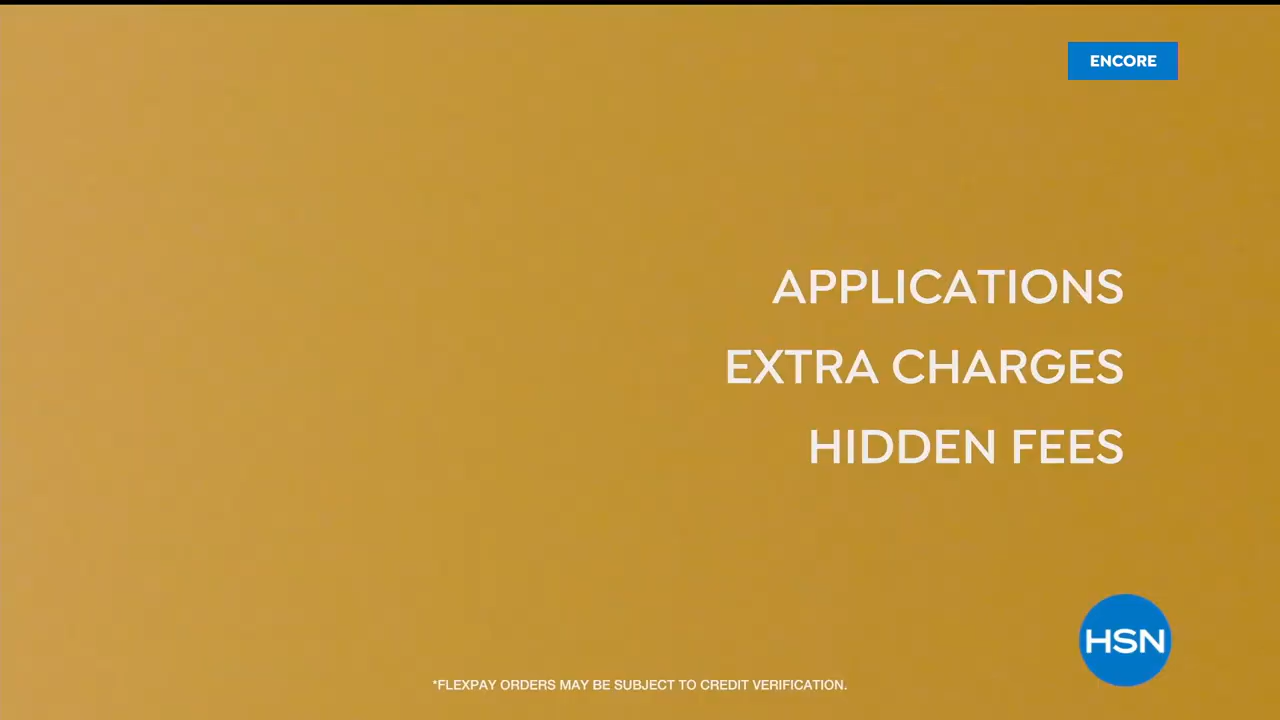 ENCORE
APPLICATIONS
EXTRA CHARGES
HIDDEN FEES
HSN
*FLEXPAY ORDERS MAY BE SUBJECT TO CREDIT VERIFICATION.